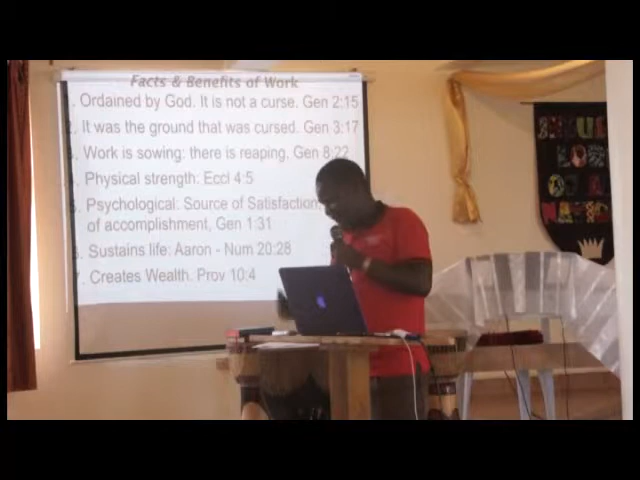 Facts & Benefits of Work
. Ordained by God. It is not a curse. Gen 2:15
2. It was the ground that was cursed. Gen 3:17
. Work is sowing: there is reaping. Gen 8:22
. Physical strength: Eccl 4:5
. Psychological: Source of Satisfaction,
of accomplishment, Gen 1:31
. Sustains life: Aaron - Num 20:28
7. Creates Wealth. Prov 10:4